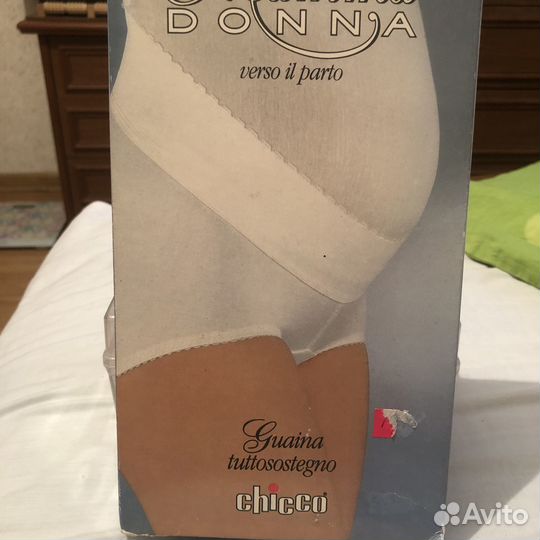 DONNA
verso il parto
Guaina
tuttosostegno
chicco
Avito